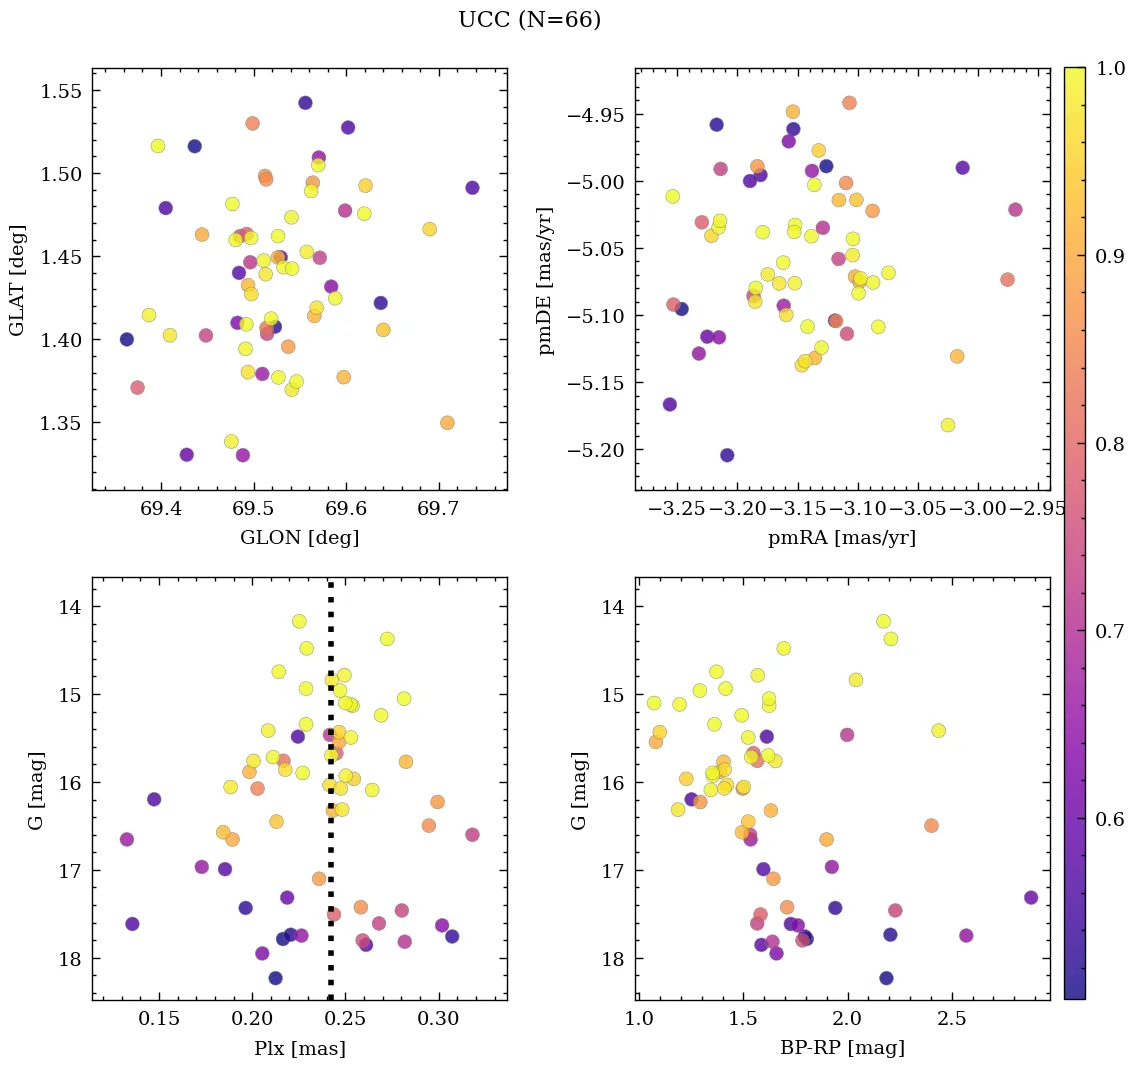 UCC (N=66)
1.55
1.50
1.45
1.40
1.35
GLAT [deg]
69.4 69.5 69.6 69.7
GLON [deg]
−4.95
−5.00
−5.05
−5.10
−5.15
−5.20
pmDE [mas/yr]
−3.25 −3.20 −3.15 −3.10 −3.05 −3.00 −2.95
pmRA [mas/yr]
14
15
16
17
18
G [mag]
0.15 0.20 0.25 0.30
Plx [mas]
14
15
16
17
18
G [mag]
1.0 1.5 2.0 2.5
BP-RP [mag]
1.0
0.9
0.8
0.7
0.6